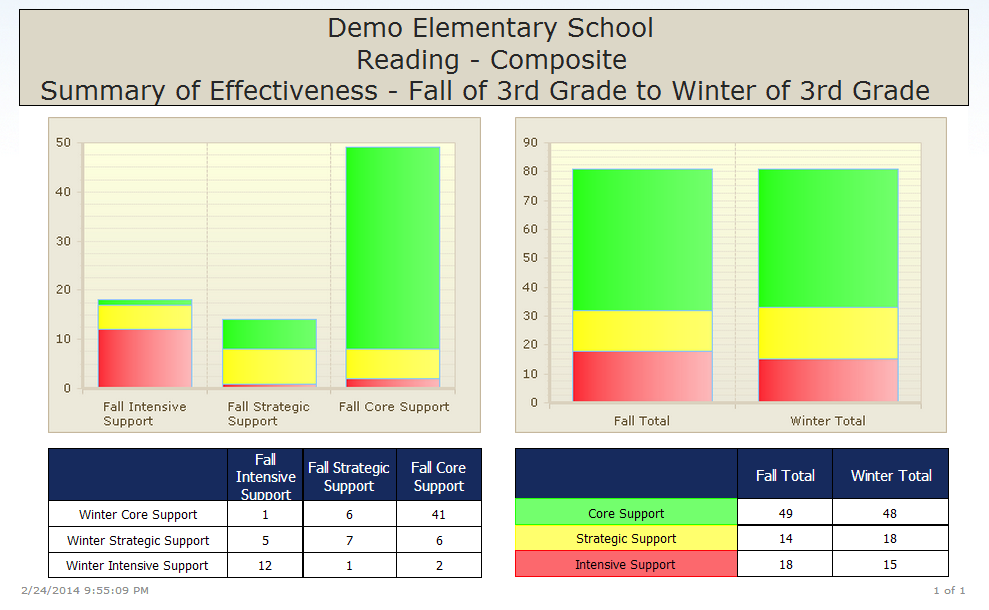 Demo Elementary School
Reading - Composite
Summary of Effectiveness - Fall of 3rd Grade to Winter of 3rd Grade
50
40
30
20
10
0
Fall Intensive Support
Fall Strategic Support
Fall Core Support
90
80
70
60
50
40
30
20
10
0
Fall Total
Winter Total
Fall Intensive Support Fall Strategic Support Fall Core Support
Winter Core Support 1 6 41
Winter Strategic Support 5 7 6
Winter Intensive Support 12 1 2
Fall Total Winter Total
Core Support 49 48
Strategic Support 14 18
Intensive Support 18 15
2/24/2014 9:55:09 PM
1 of 1